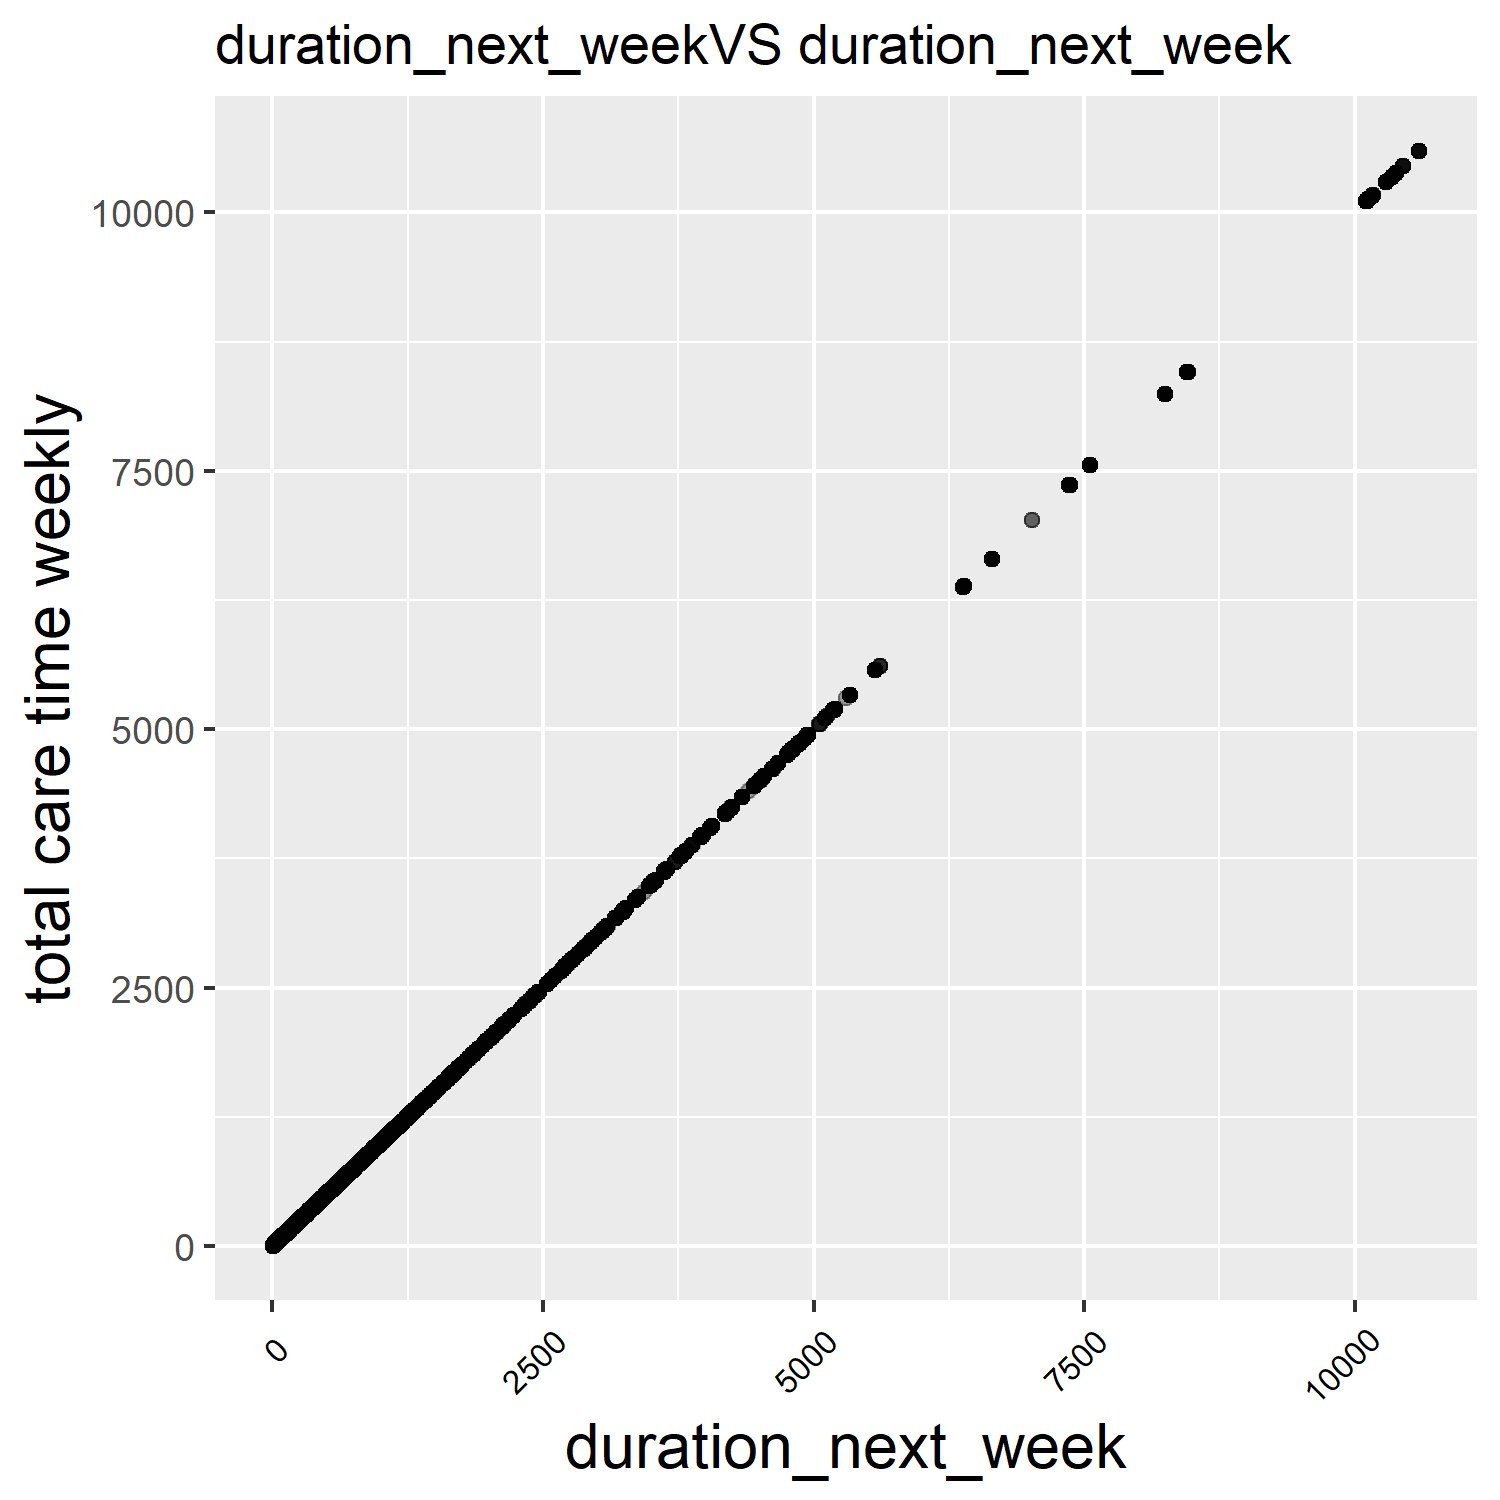 duration_next_weekVS duration_next_week
total care time weekly
10000
7500
5000
2500
0
0 2500 5000 7500 10000
duration_next_week